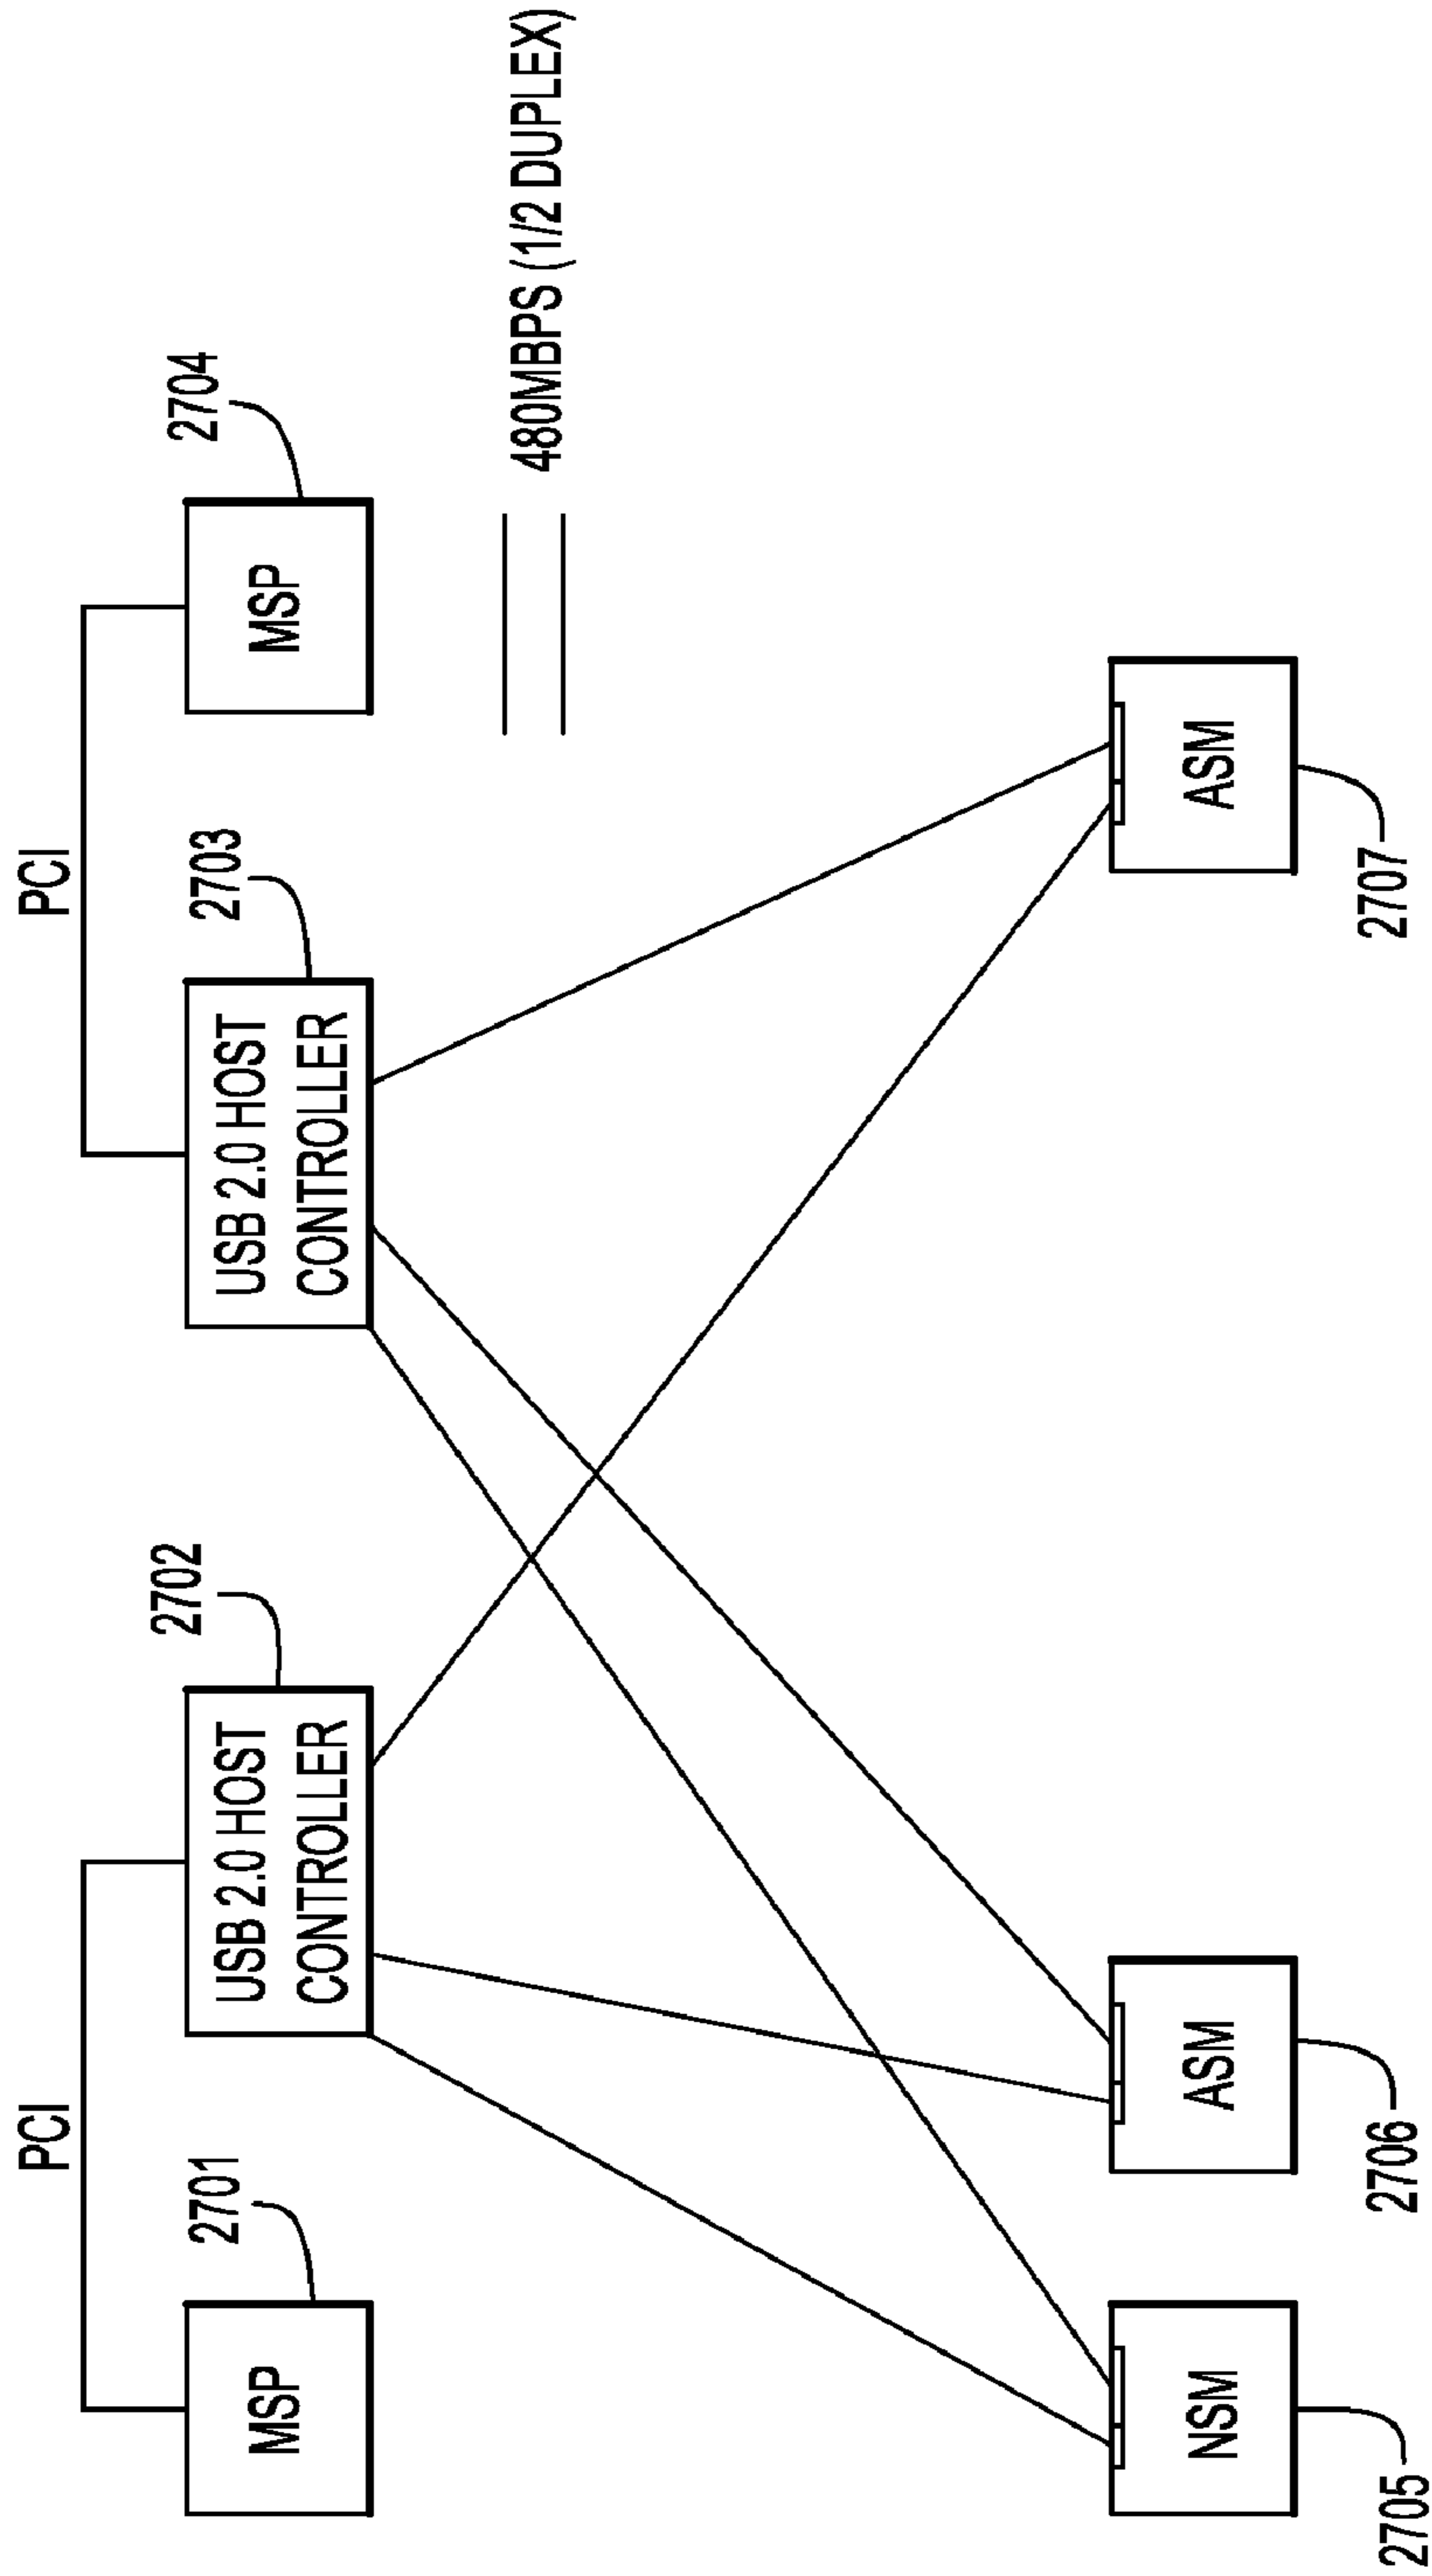 PCI
PCI
2701
2702
2703
2704
MSP
USB 2.0 HOST
CONTROLLER
USB 2.0 HOST
CONTROLLER
MSP
480MBPS (1/2 DUPLEX)
NSM
ASM
ASM
2705
2706
2707